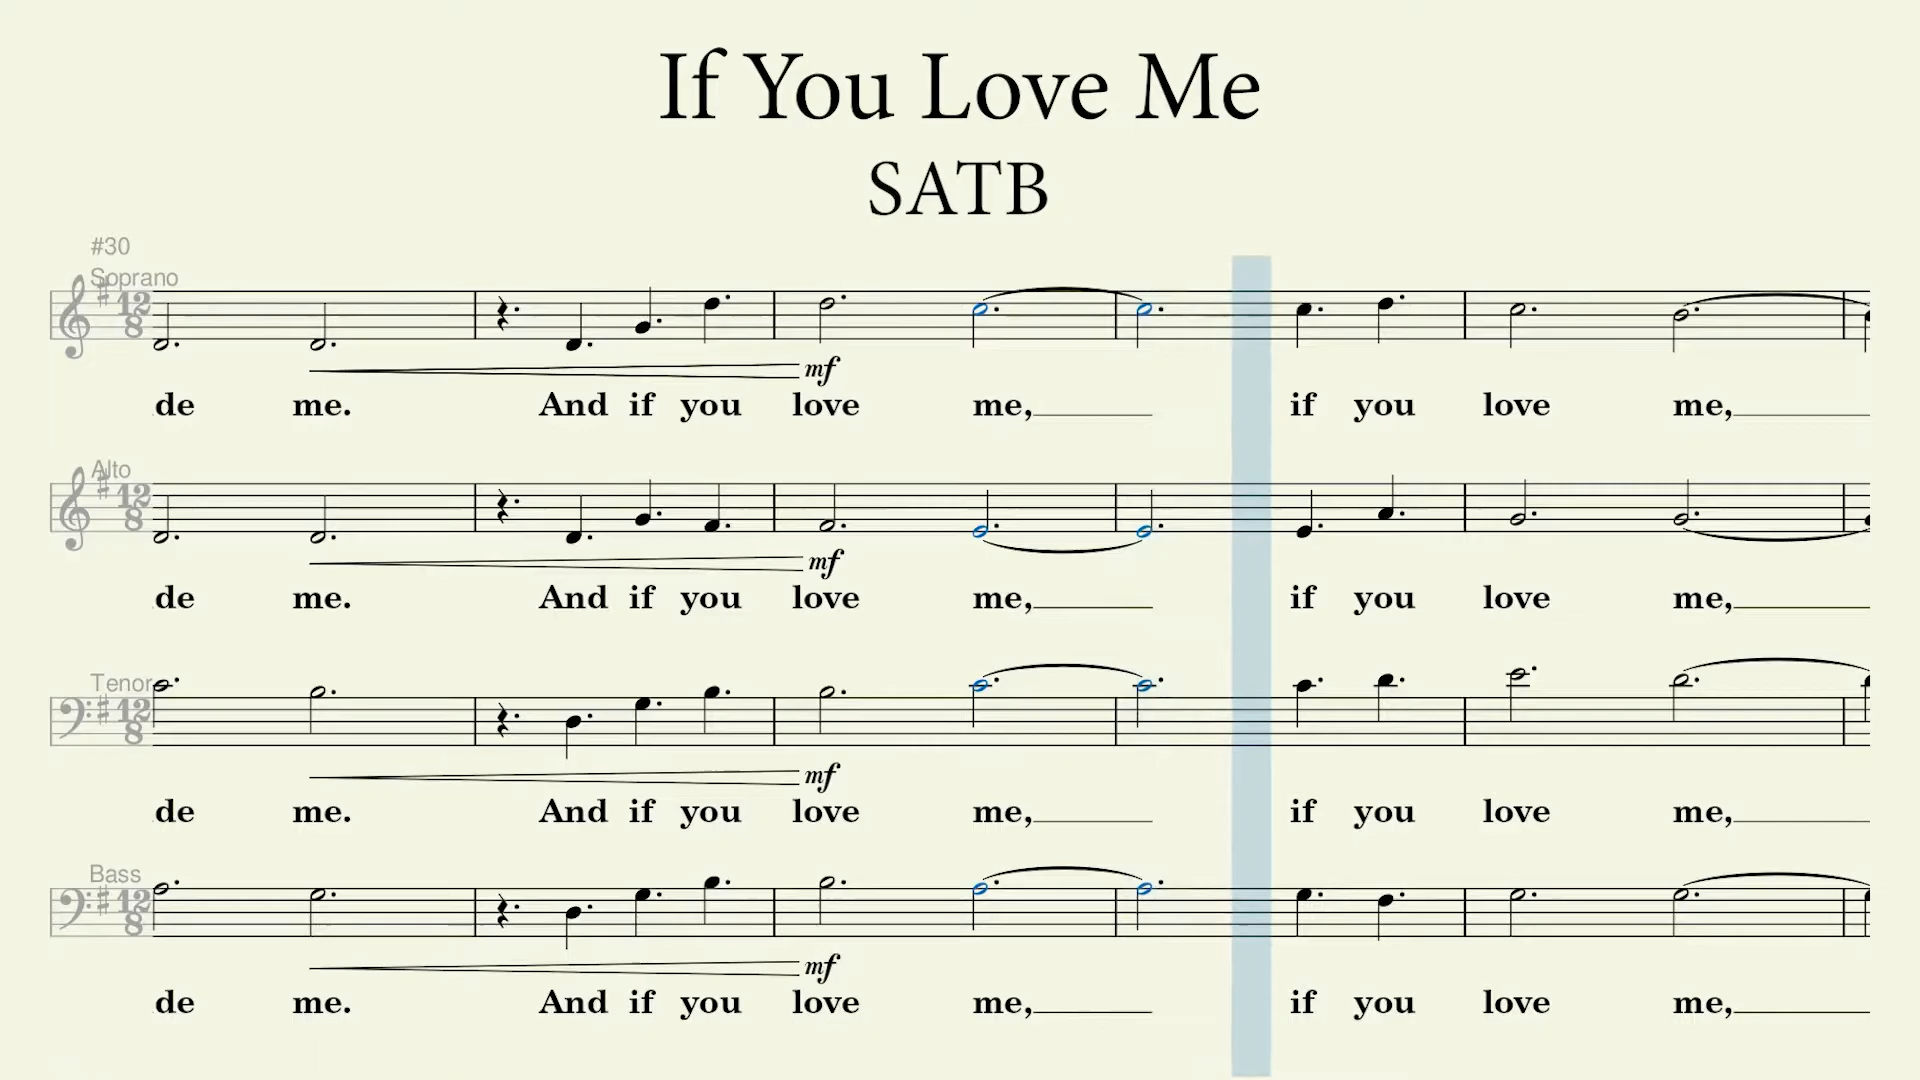 If You Love Me
SATB
#30
Soprano
12
8
mf
de me. And if you love me, if you love me,
Alto
12
8
mf
de me. And if you love me, if you love me,
Tenor
12
8
mf
de me. And if you love me, if you love me,
Bass
12
8
mf
de me. And if you love me, if you love me,